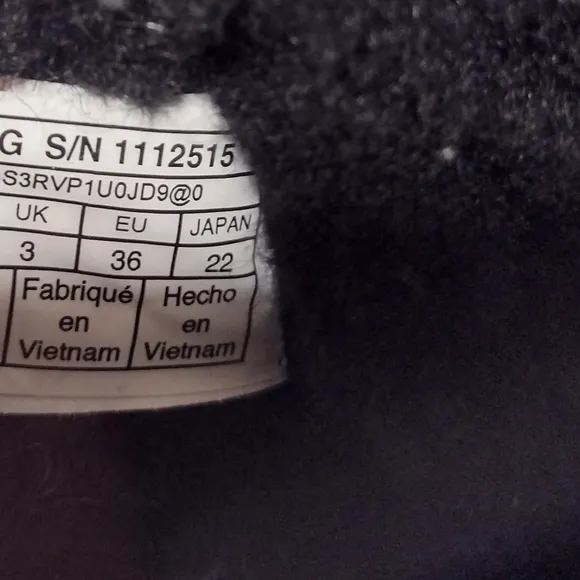 G S/N 1112515
S3RVP1U0JD9@0
UK EU JAPAN
3 36 22
Fabriqué Hecho
en en
Vietnam Vietnam